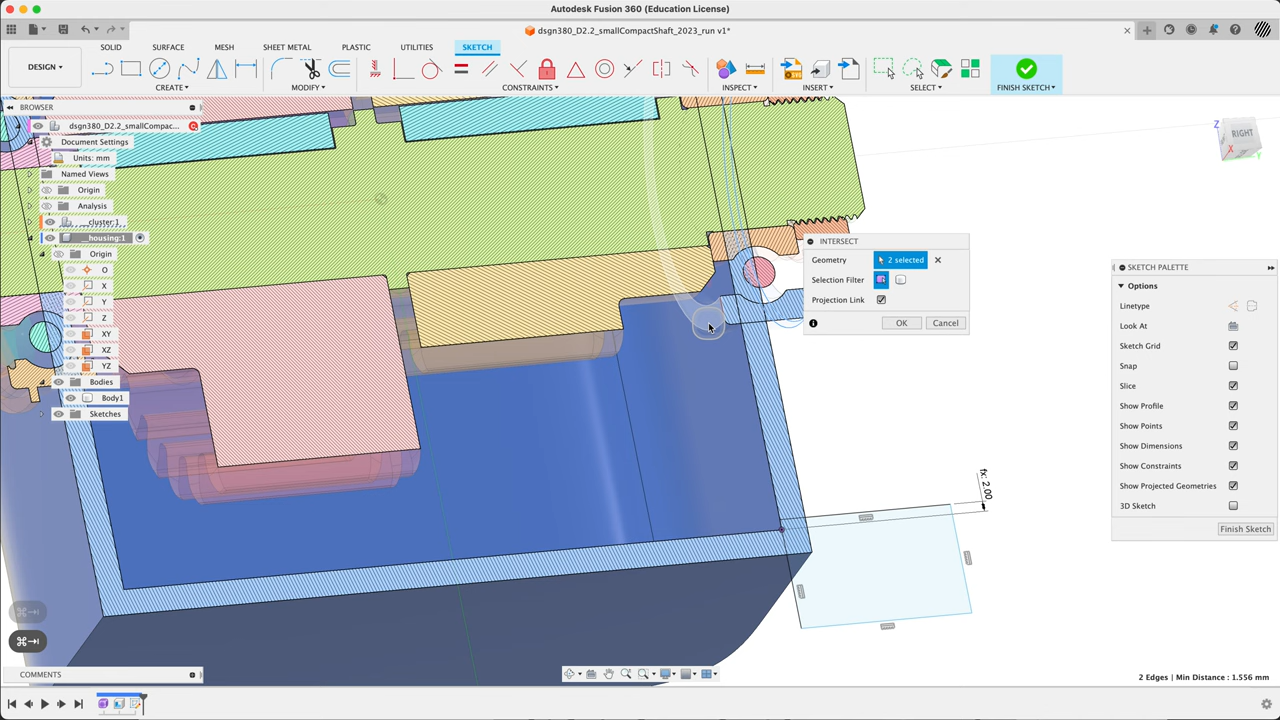 Autodesk Fusion 360 (Education License)
dsgn380_D2.2_smallCompactShaft_2023_run v1*
DESIGN
SOLID SURFACE MESH SHEET METAL PLASTIC UTILITIES SKETCH
CREATE MODIFY CONSTRAINTS INSPECT INSERT SELECT FINISH SKETCH
BROWSER
dsgn380_D2.2_smallCompac...
Document Settings
Units: mm
Named Views
Origin
Analysis
__cluster:1
__housing:1
Origin
O
X
Y
Z
XY
XZ
YZ
Bodies
Body1
Sketches
INTERSECT
Geometry 2 selected
Selection Filter
Projection Link
OK Cancel
SKETCH PALETTE
Options
Linetype
Look At
Sketch Grid
Snap
Slice
Show Profile
Show Points
Show Dimensions
Show Constraints
Show Projected Geometries
3D Sketch
Finish Sketch
Z
RIGHT
X
Y
fx: 2.00
COMMENTS
2 Edges | Min Distance : 1.556 mm